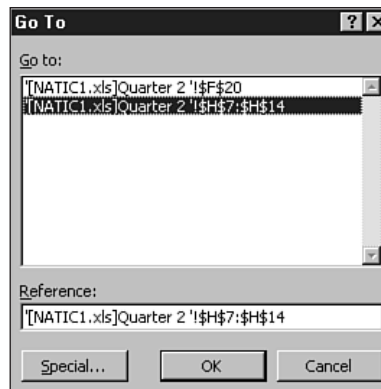 Go To
Go to:
'[NATIC1.xls]Quarter 2 '!$F$20
'[NATIC1.xls]Quarter 2 '!$H$7:$H$14
Reference:
'[NATIC1.xls]Quarter 2 '!$H$7:$H$14
Special... OK Cancel